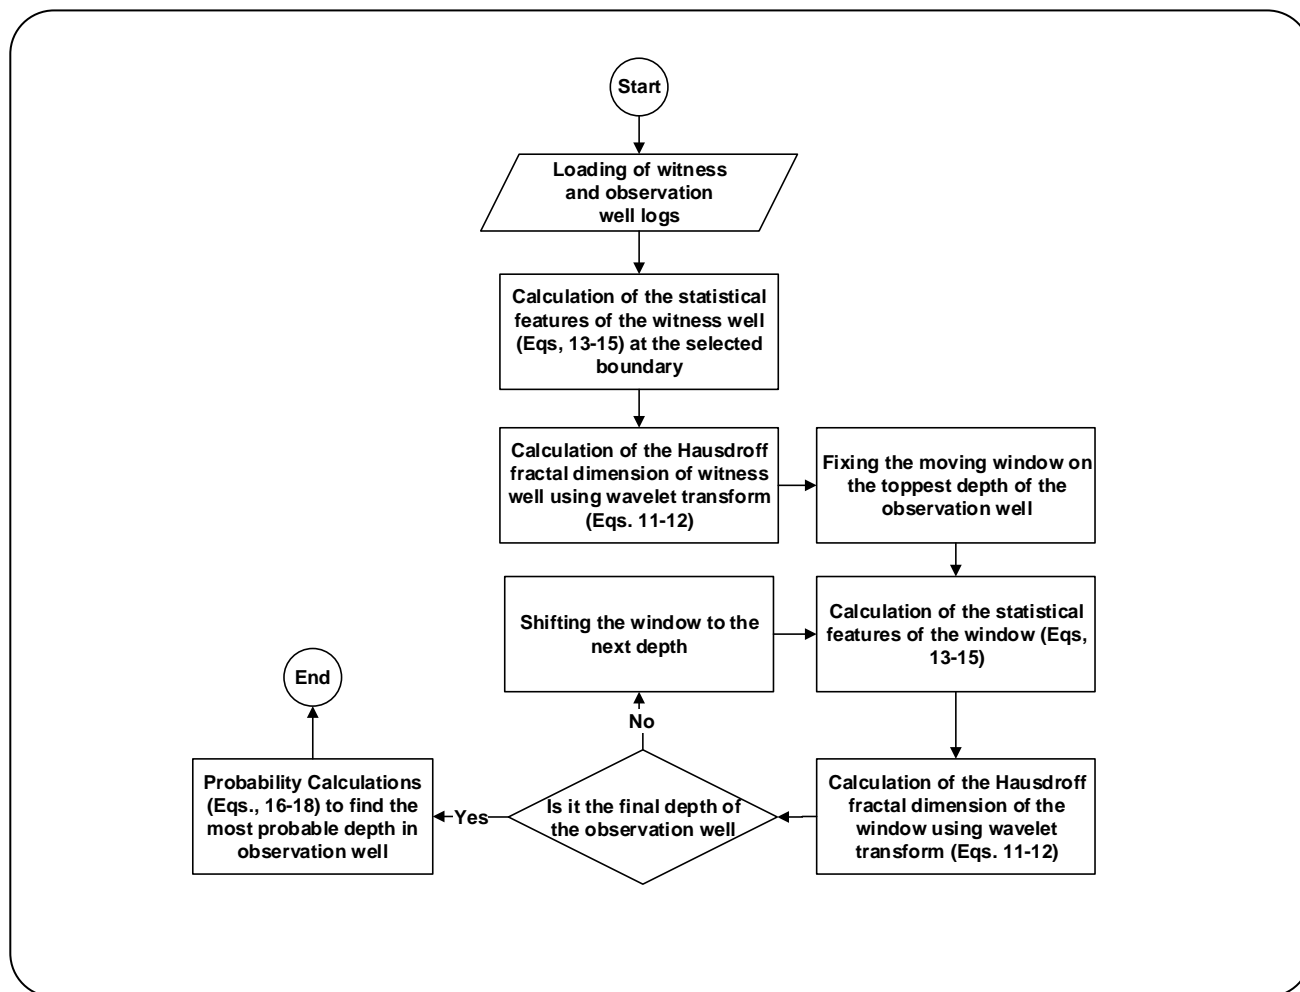 Start
Loading of witness
and observation
well logs
Calculation of the statistical
features of the witness well
(Eqs, 13-15) at the selected
boundary
Calculation of the Hausdroff
fractal dimension of witness
well using wavelet transform
(Eqs. 11-12)
Fixing the moving window on
the toppest depth of the
observation well
Calculation of the statistical
features of the window (Eqs,
13-15)
Shifting the window to the
next depth
Calculation of the Hausdroff
fractal dimension of the
window using wavelet
transform (Eqs. 11-12)
Is it the final depth of
the observation well
No
Yes
Probability Calculations
(Eqs., 16-18) to find the
most probable depth in
observation well
End